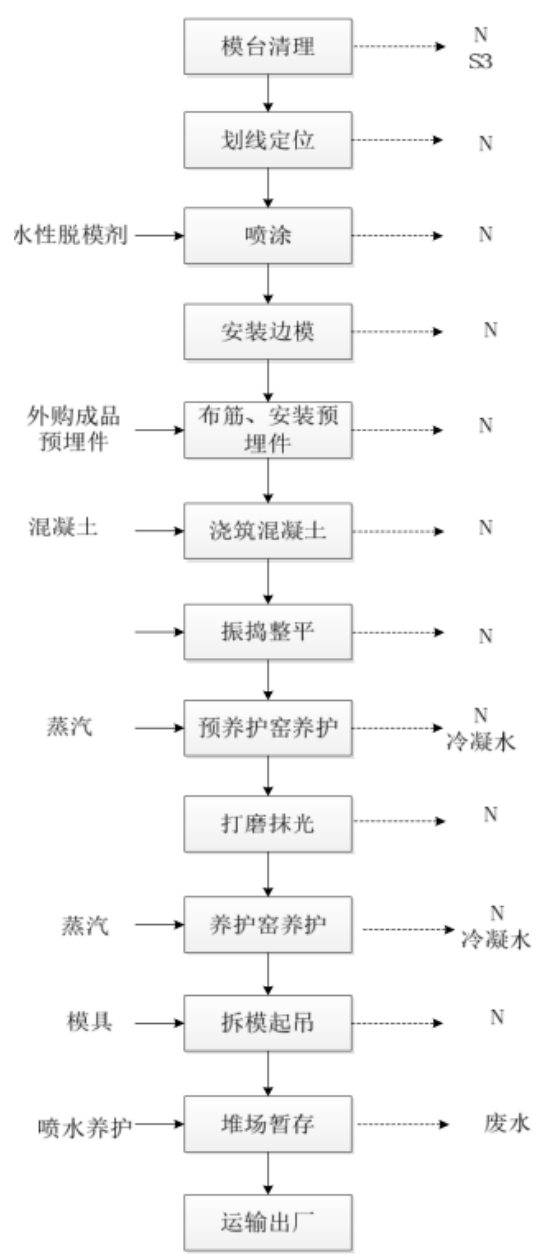 模台清理
N
S3
划线定位
N
水性脱模剂
喷涂
N
安装边模
N
外购成品
预埋件
布筋、安装预
埋件
N
混凝土
浇筑混凝土
N
振捣整平
N
蒸汽
预养护窑养护
N
冷凝水
打磨抹光
N
蒸汽
养护窑养护
N
冷凝水
模具
拆模起吊
N
喷水养护
堆场暂存
废水
运输出厂